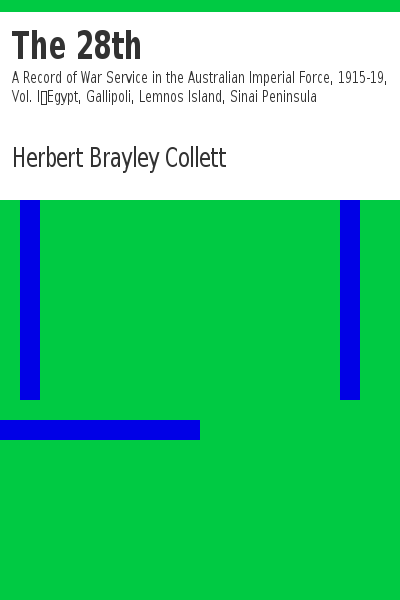 The 28th
A Record of War Service in the Australian Imperial Force, 1915-19,
Vol. I▯Egypt, Gallipoli, Lemnos Island, Sinai Peninsula
Herbert Brayley Collett